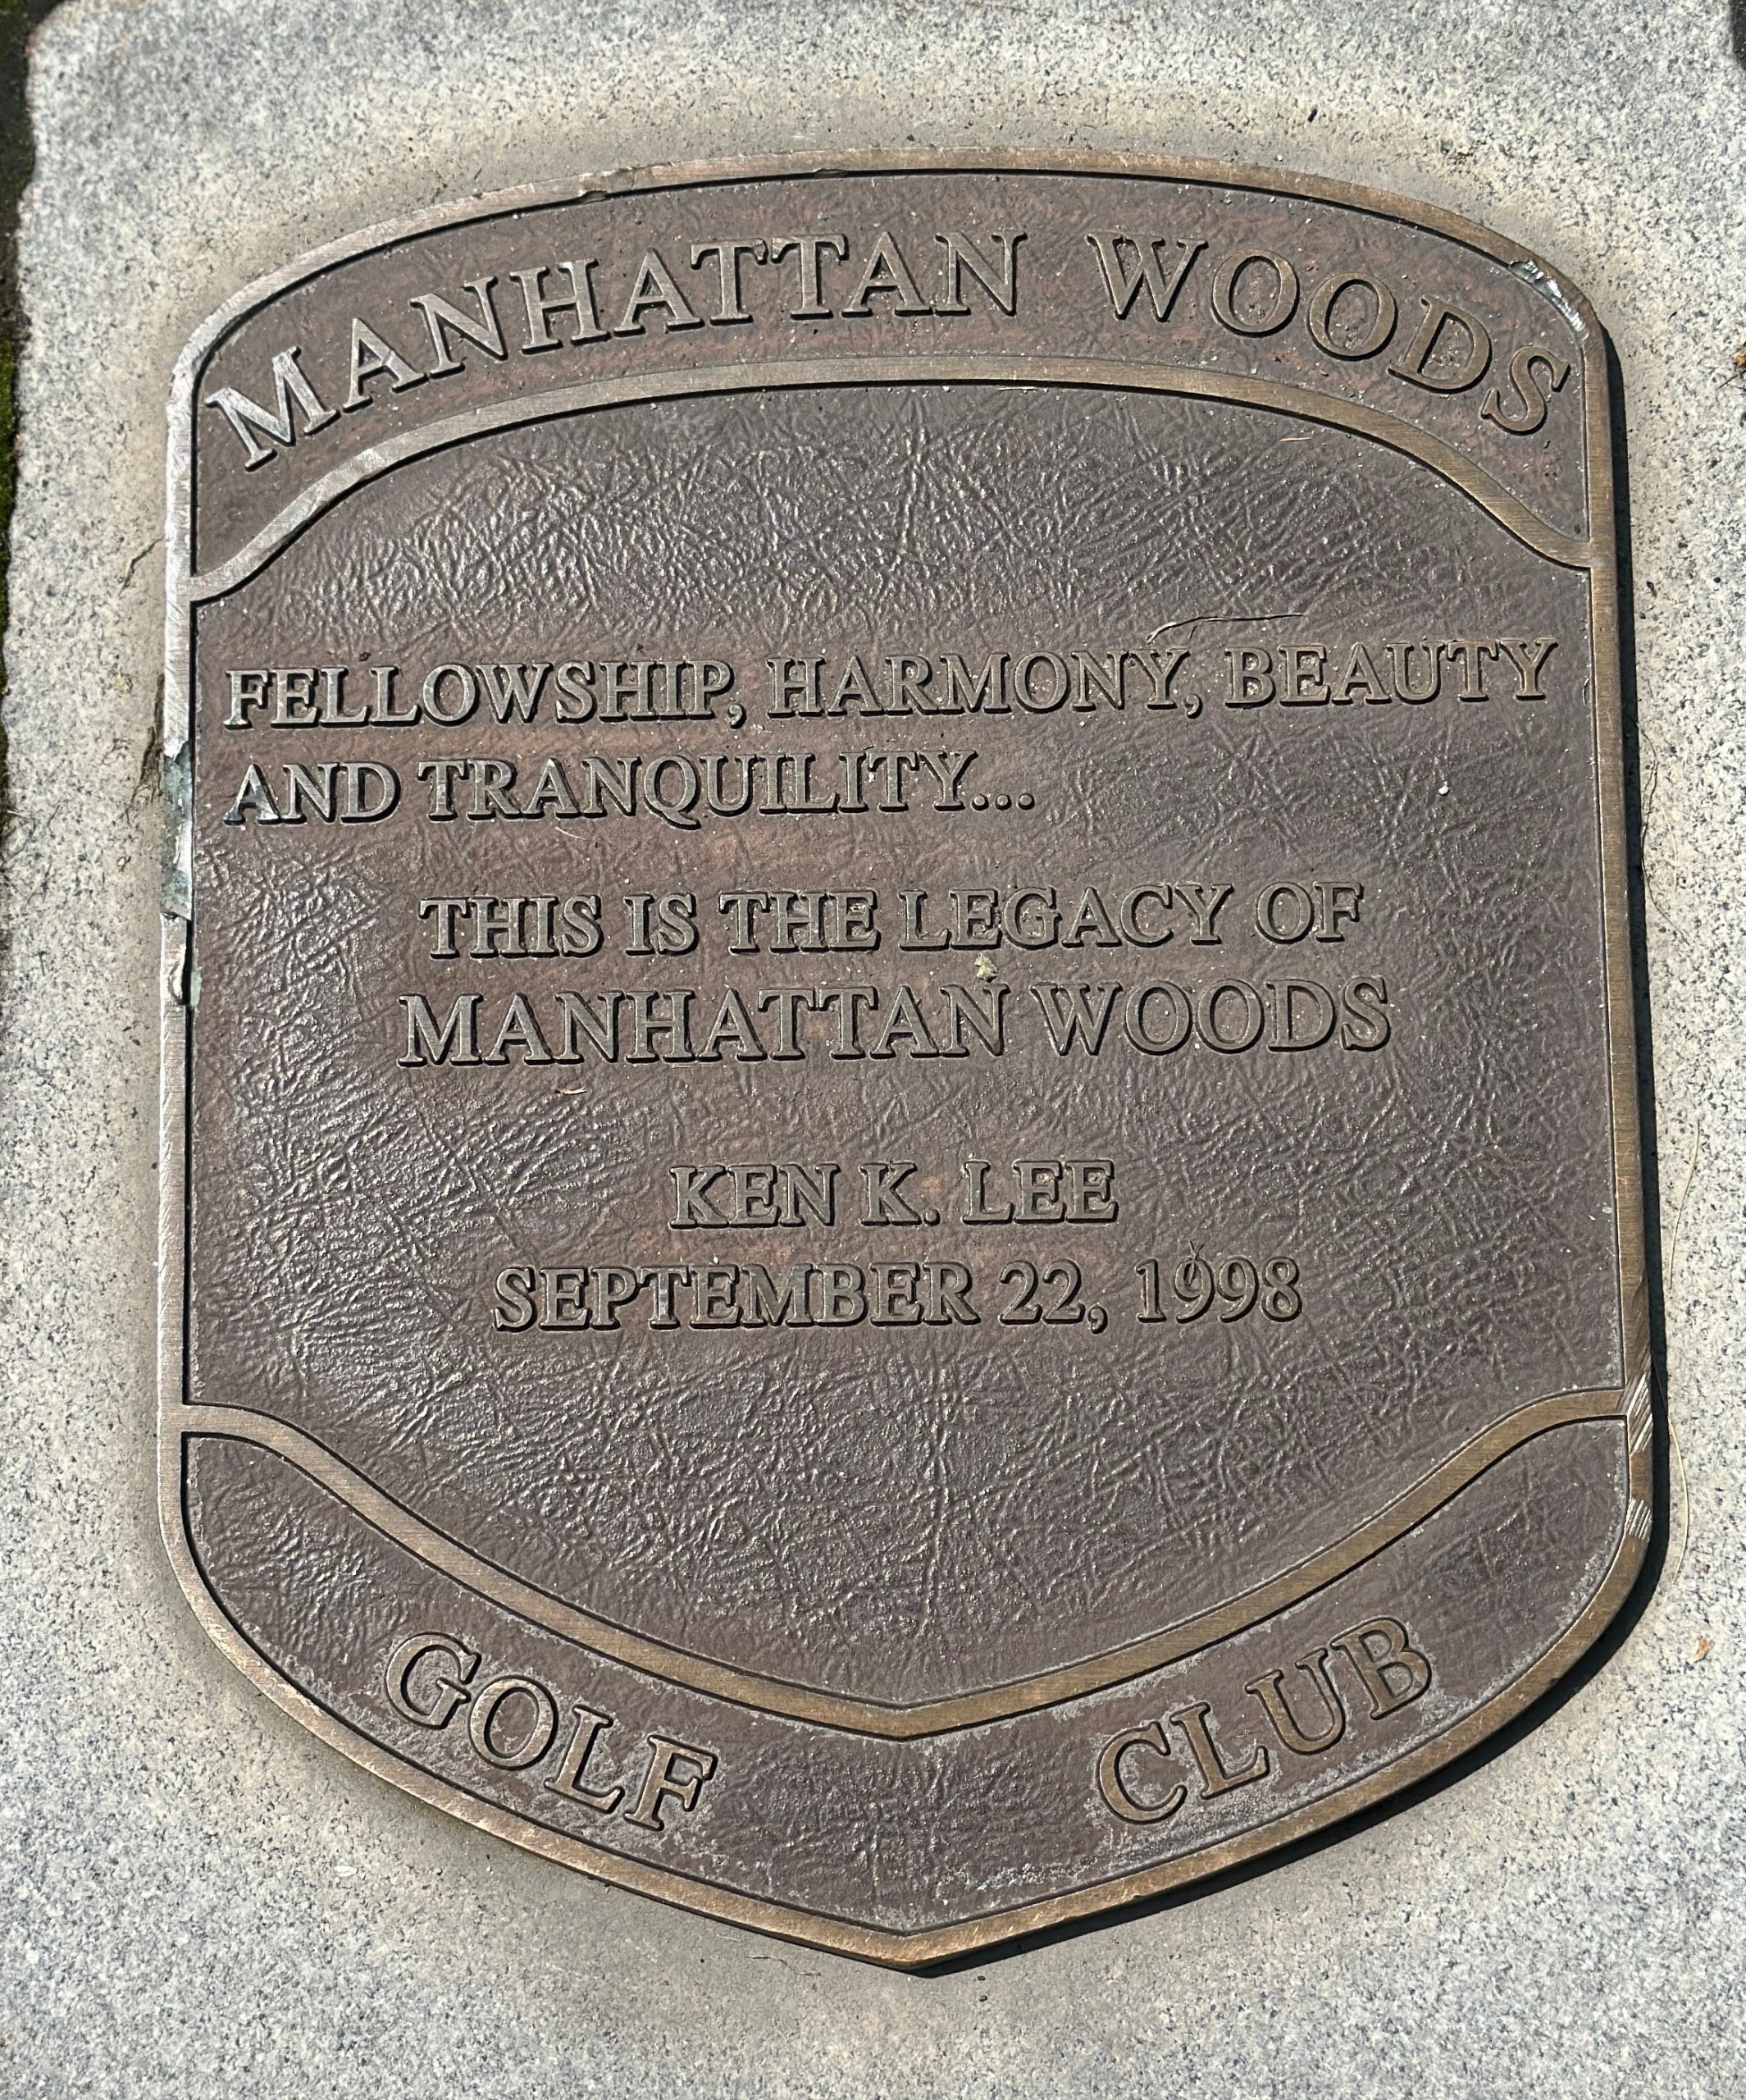 MANHATTAN WOODS
FELLOWSHIP, HARMONY, BEAUTY
AND TRANQUILITY...
THIS IS THE LEGACY OF
MANHATTAN WOODS
KEN K. LEE
SEPTEMBER 22, 1998
GOLF CLUB